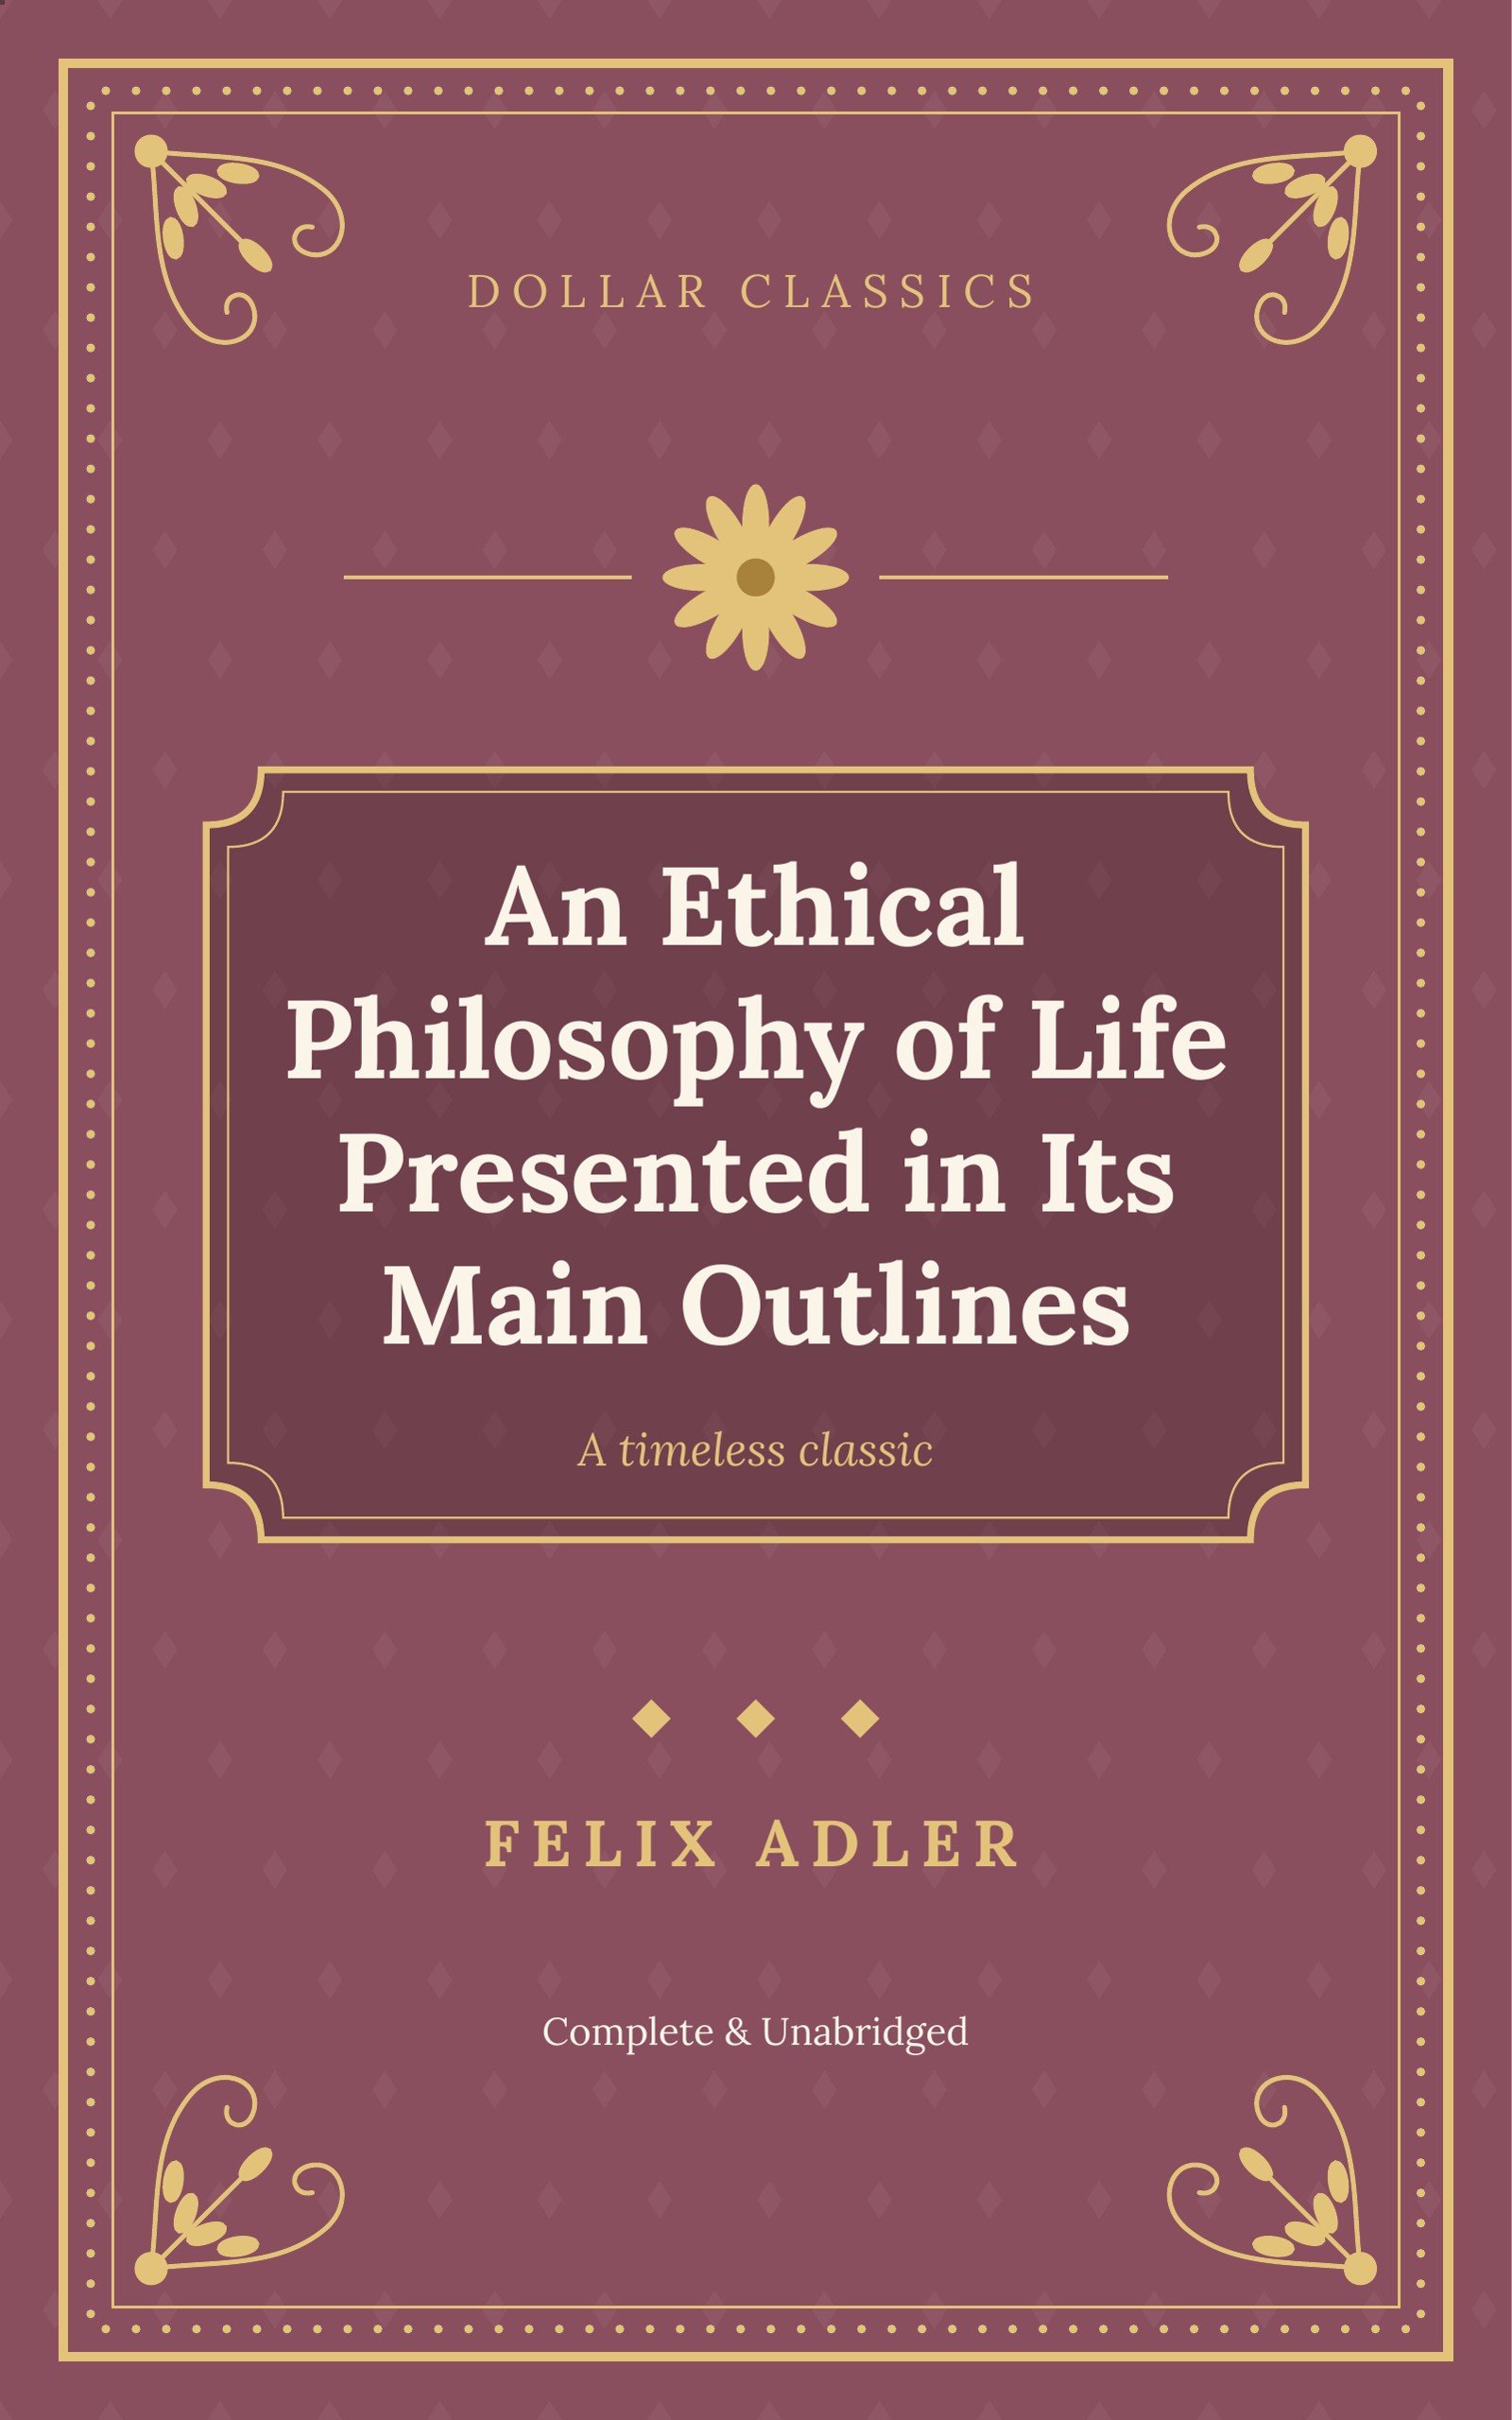 DOLLAR CLASSICS
An Ethical
Philosophy of Life
Presented in Its
Main Outlines
A timeless classic
FELIX ADLER
Complete & Unabridged